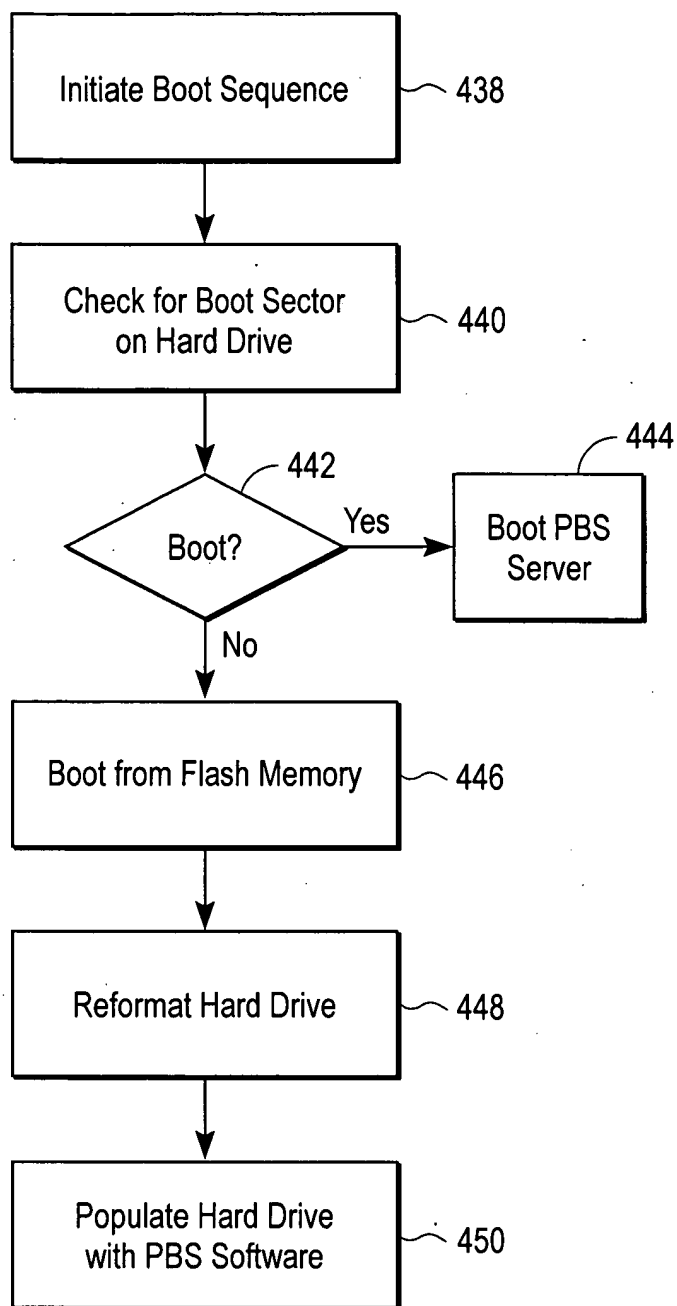 Initiate Boot Sequence
438
Check for Boot Sector
on Hard Drive
440
442
Boot?
Yes
444
Boot PBS
Server
No
Boot from Flash Memory
446
Reformat Hard Drive
448
Populate Hard Drive
with PBS Software
450